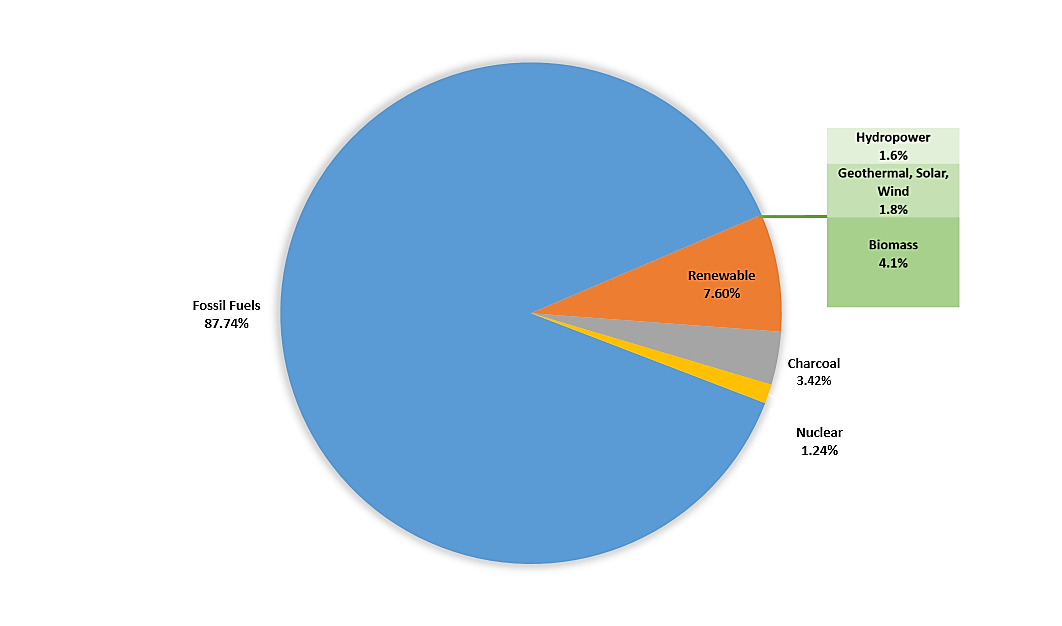 Hydropower
1.6%
Geothermal, Solar,
Wind
1.8%
Biomass
4.1%
Renewable
7.60%
Fossil Fuels
87.74%
Charcoal
3.42%
Nuclear
1.24%